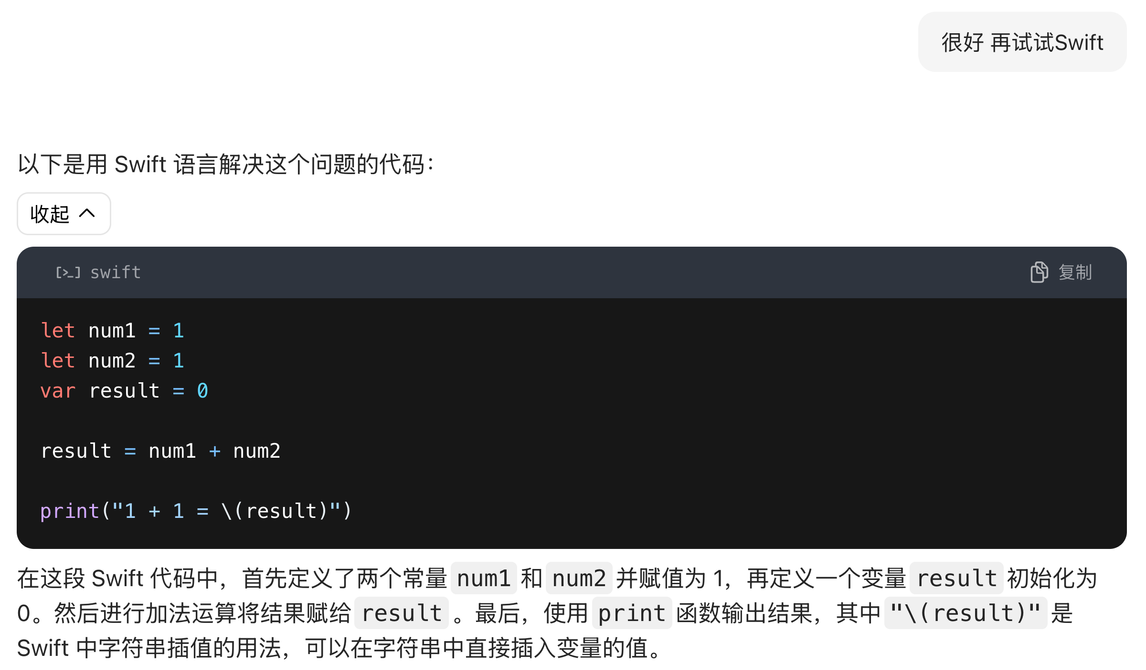 很好 再试试Swift
以下是用 Swift 语言解决这个问题的代码：
收起
swift
复制
let num1 = 1
let num2 = 1
var result = 0
result = num1 + num2
print("1 + 1 = \(result)")
在这段 Swift 代码中，首先定义了两个常量 num1 和 num2 并赋值为 1，再定义一个变量 result 初始化为
0。然后进行加法运算将结果赋给 result 。最后，使用 print 函数输出结果，其中 "\(result)" 是
Swift 中字符串插值的用法，可以在字符串中直接插入变量的值。